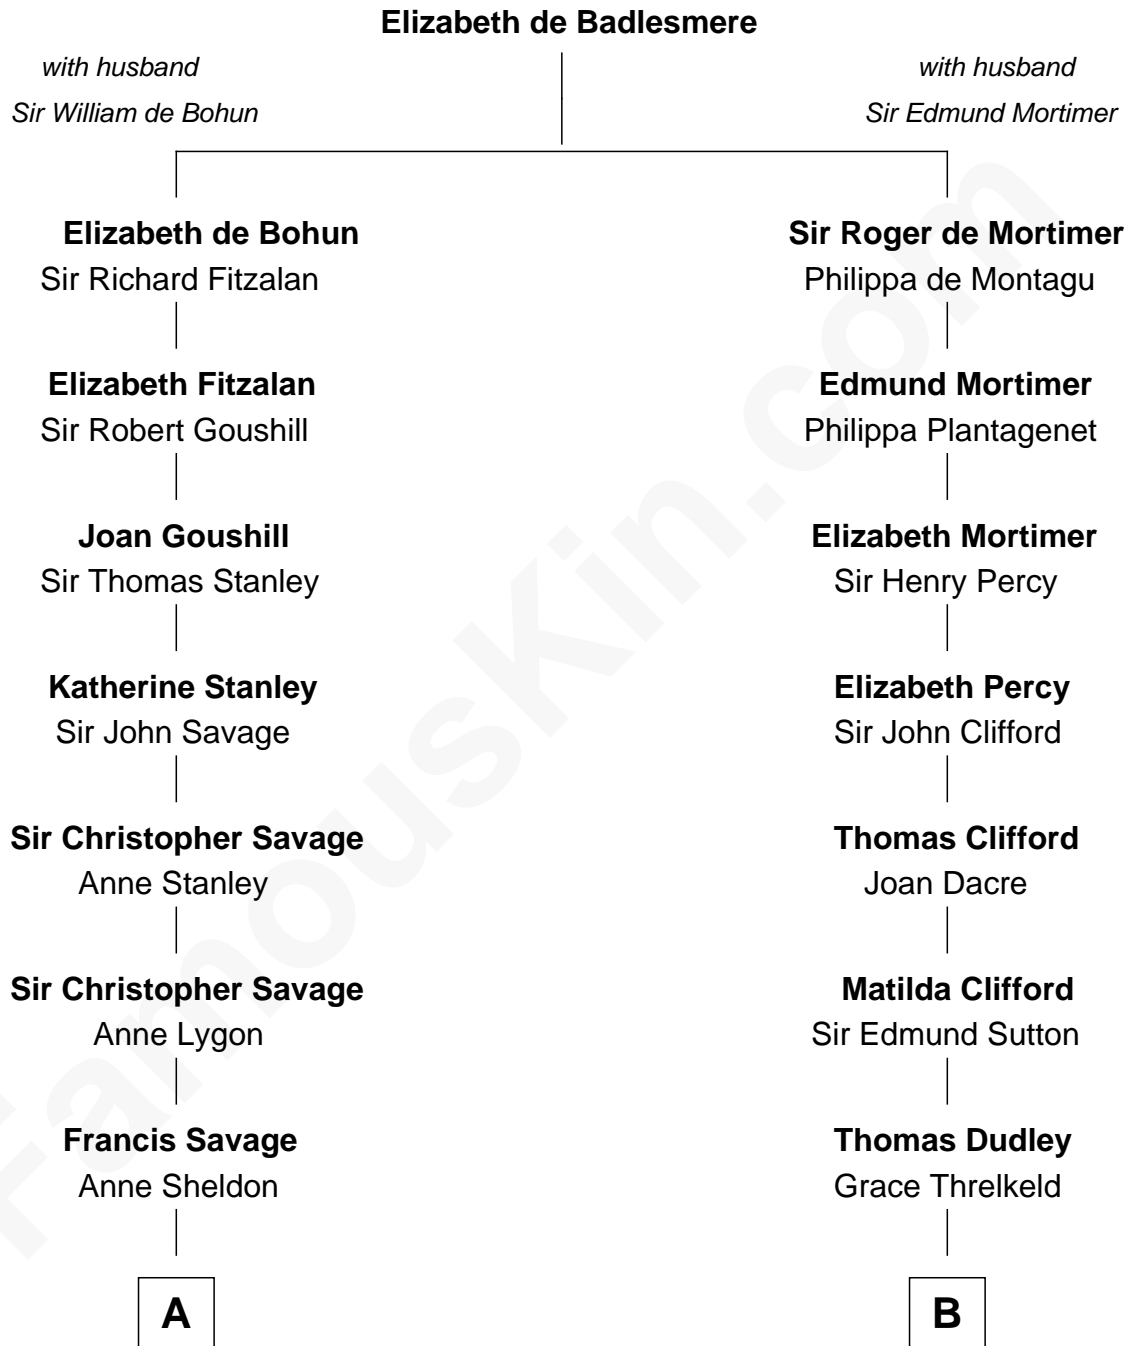 Elizabeth de Badlesmere
with husband
Sir William de Bohun
with husband
Sir Edmund Mortimer
Elizabeth de Bohun
Sir Richard Fitzalan
Sir Roger de Mortimer
Philippa de Montagu
Elizabeth Fitzalan
Sir Robert Goushill
Edmund Mortimer
Philippa Plantagenet
Joan Goushill
Sir Thomas Stanley
Elizabeth Mortimer
Sir Henry Percy
Katherine Stanley
Sir John Savage
Elizabeth Percy
Sir John Clifford
Sir Christopher Savage
Anne Stanley
Thomas Clifford
Joan Dacre
Sir Christopher Savage
Anne Lygon
Matilda Clifford
Sir Edmund Sutton
Francis Savage
Anne Sheldon
Thomas Dudley
Grace Threlkeld
A
B
FamousKin.com